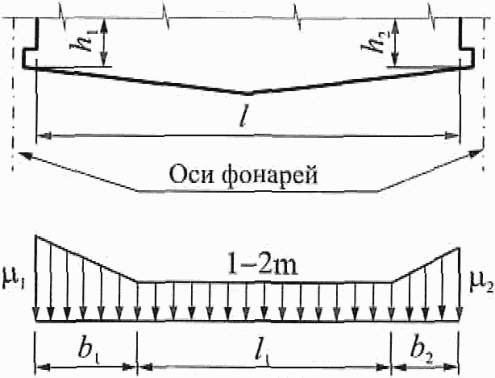 h₁ h₂
l
Оси фонарей
1–2m
μ₁ μ₂
b₁ l₁ b₂